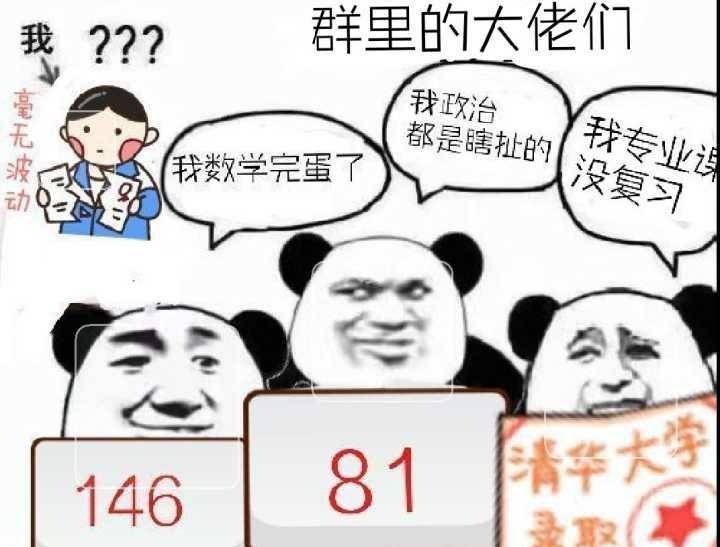 我
???
群里的大佬们
毫无波动
我数学完蛋了
我政治
都是瞎扯的
我专业课
没复习
146
81
清华大学
录取